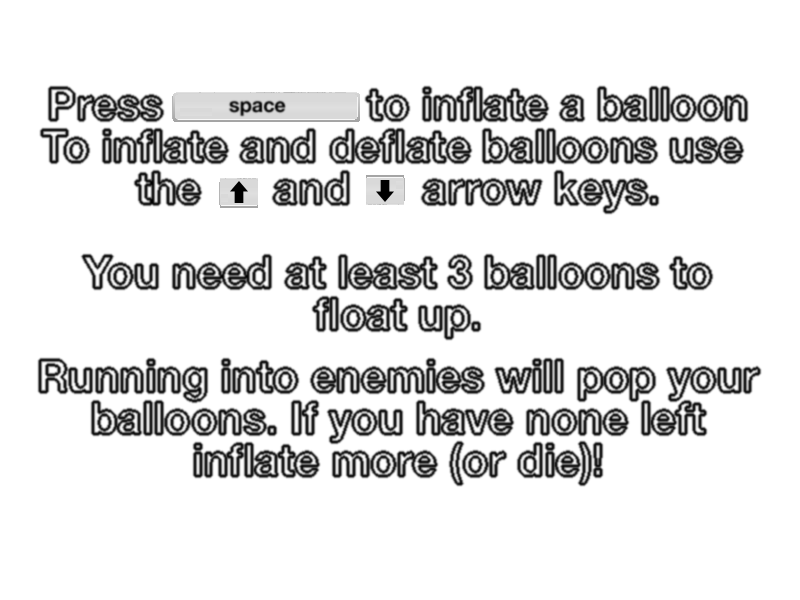 Press space to inflate a balloon
To inflate and deflate balloons use
the ↑ and ↓ arrow keys.
You need at least 3 balloons to
float up.
Running into enemies will pop your
balloons. If you have none left
inflate more (or die)!